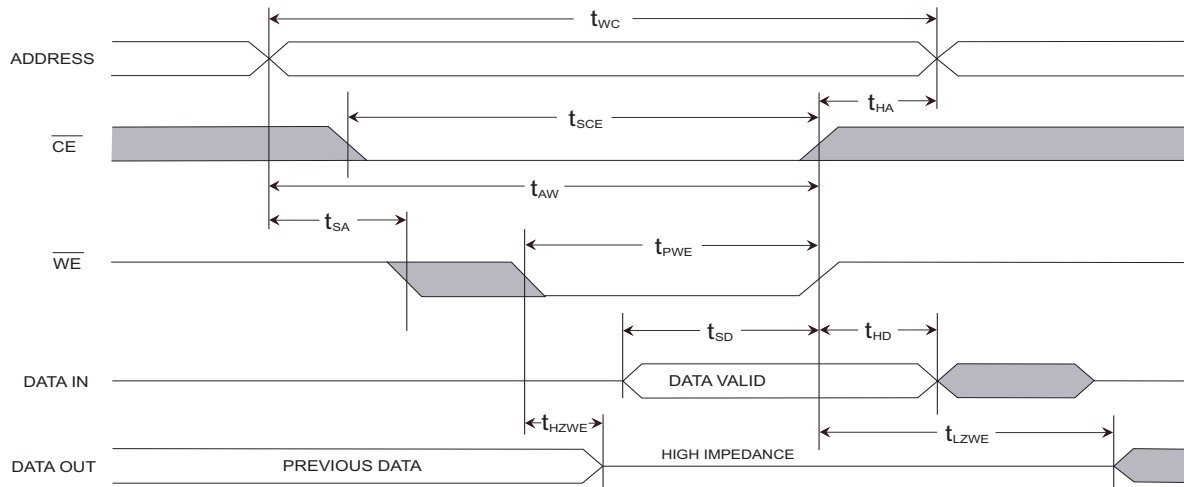 tWC
ADDRESS
tHA
tSCE
CE
tAW
tSA
tPWE
WE
tSD
tHD
DATA IN
DATA VALID
tHZWE
tLZWE
DATA OUT
PREVIOUS DATA
HIGH IMPEDANCE